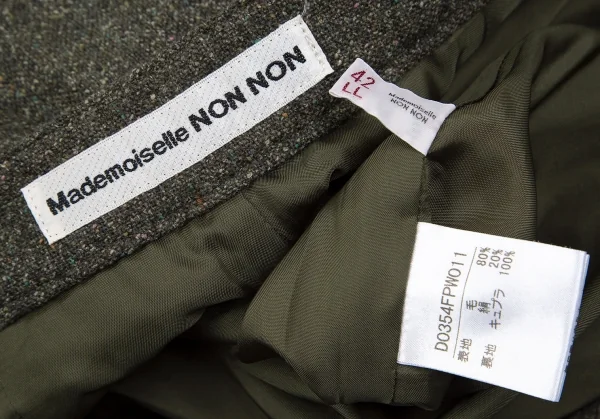 Mademoiselle NON NON
42
LL
Mademoiselle
NON NON
D0354FPW011
表地 毛 80%
絹 20%
裏地 キュプラ 100%